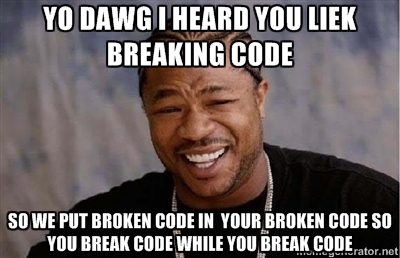 YO DAWG I HEARD YOU LIEK
BREAKING CODE
SO WE PUT BROKEN CODE IN YOUR BROKEN CODE SO
YOU BREAK CODE WHILE YOU BREAK CODE
memegenerator.net